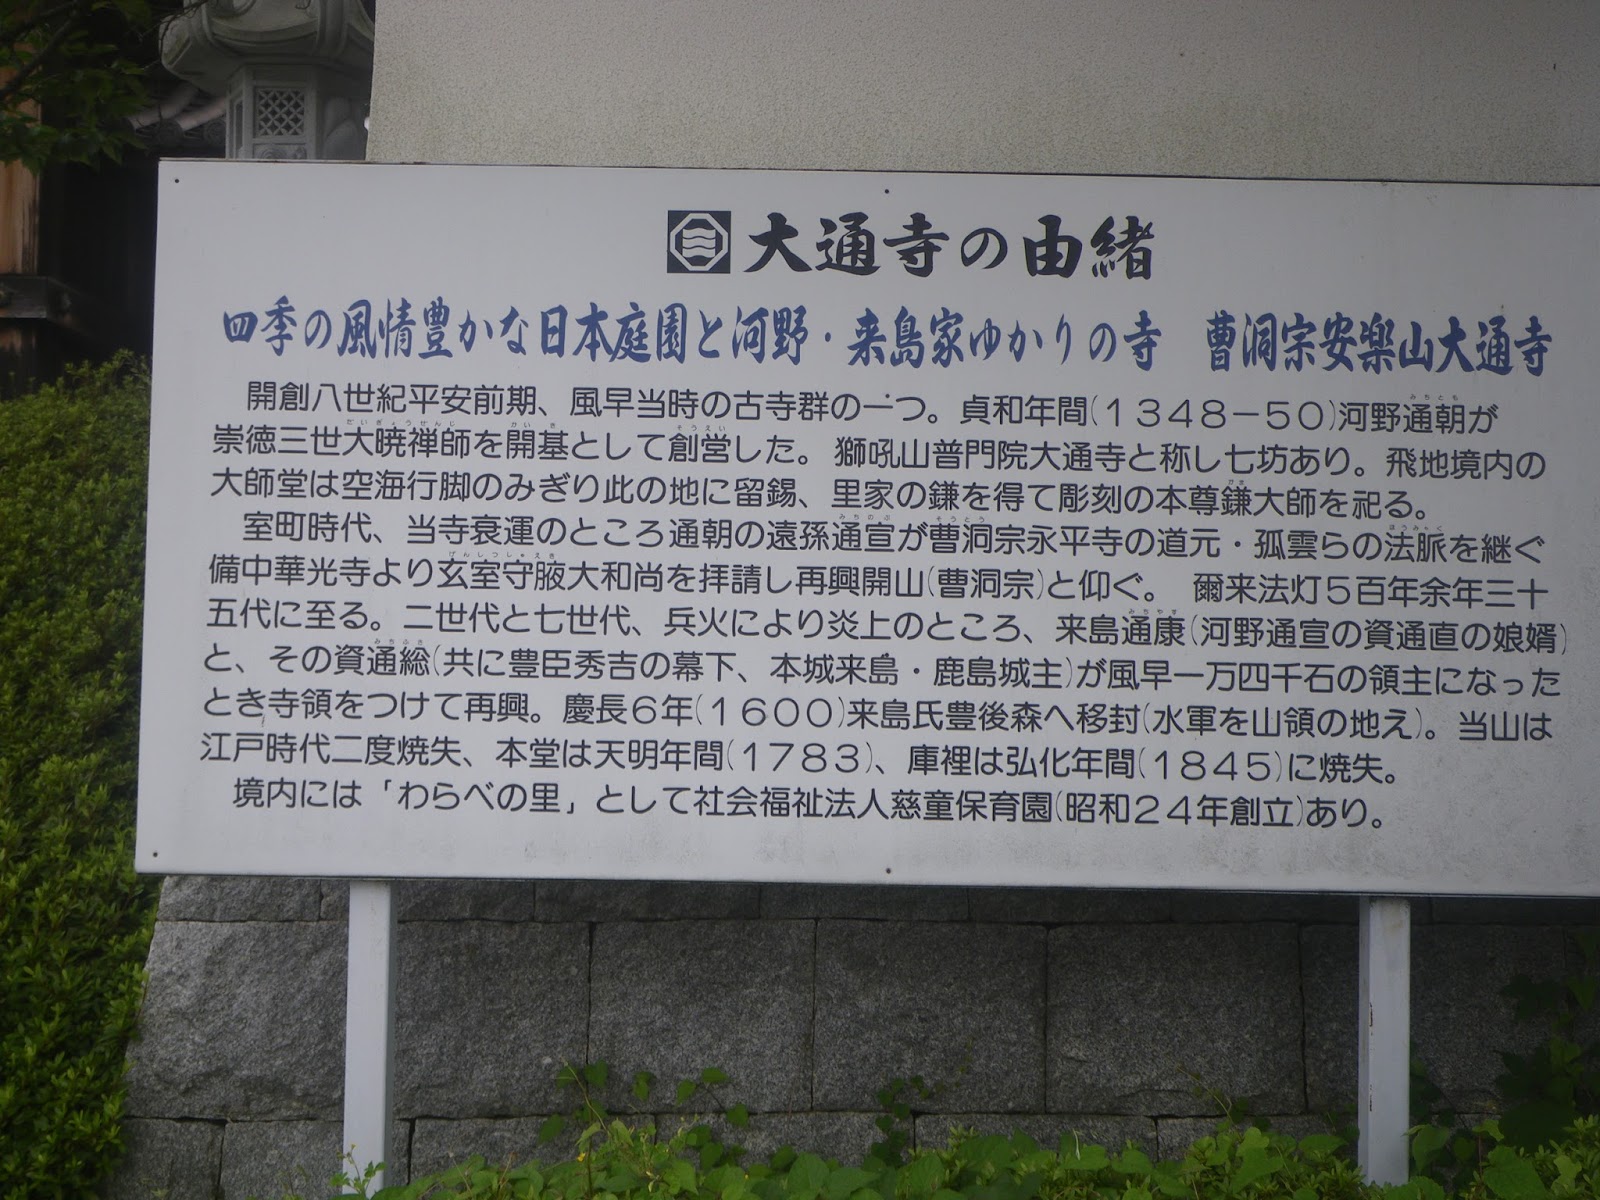 大通寺の由緒
四季の風情豊かな日本庭園と河野・来島家ゆかりの寺　曹洞宗安楽山大通寺
開創八世紀平安前期、風早当時の古寺群の一つ。貞和年間(1348-50)河野通朝が
崇徳三世大暁禅師を開基として創営した。獅吼山普門院大通寺と称し七坊あり。飛地境内の
大師堂は空海行脚のみぎり此の地に留錫、里家の鎌を得て彫刻の本尊鎌大師を祀る。
室町時代、当寺衰運のところ通朝の遠孫通宣が曹洞宗永平寺の道元・孤雲らの法脈を継ぐ
備中華光寺より玄室守腋大和尚を拝請し再興開山(曹洞宗)と仰ぐ。爾来法灯5百年余年三十
五代に至る。二世代と七世代、兵火により炎上のところ、来島通康(河野通宣の資通直の娘婿)
と、その資通総(共に豊臣秀吉の幕下、本城来島・鹿島城主)が風早一万四千石の領主になった
とき寺領をつけて再興。慶長6年(1600)来島氏豊後森へ移封(水軍を山領の地え)。当山は
江戸時代二度焼失、本堂は天明年間(1783)、庫裡は弘化年間(1845)に焼失。
境内には「わらべの里」として社会福祉法人慈童保育園(昭和24年創立)あり。